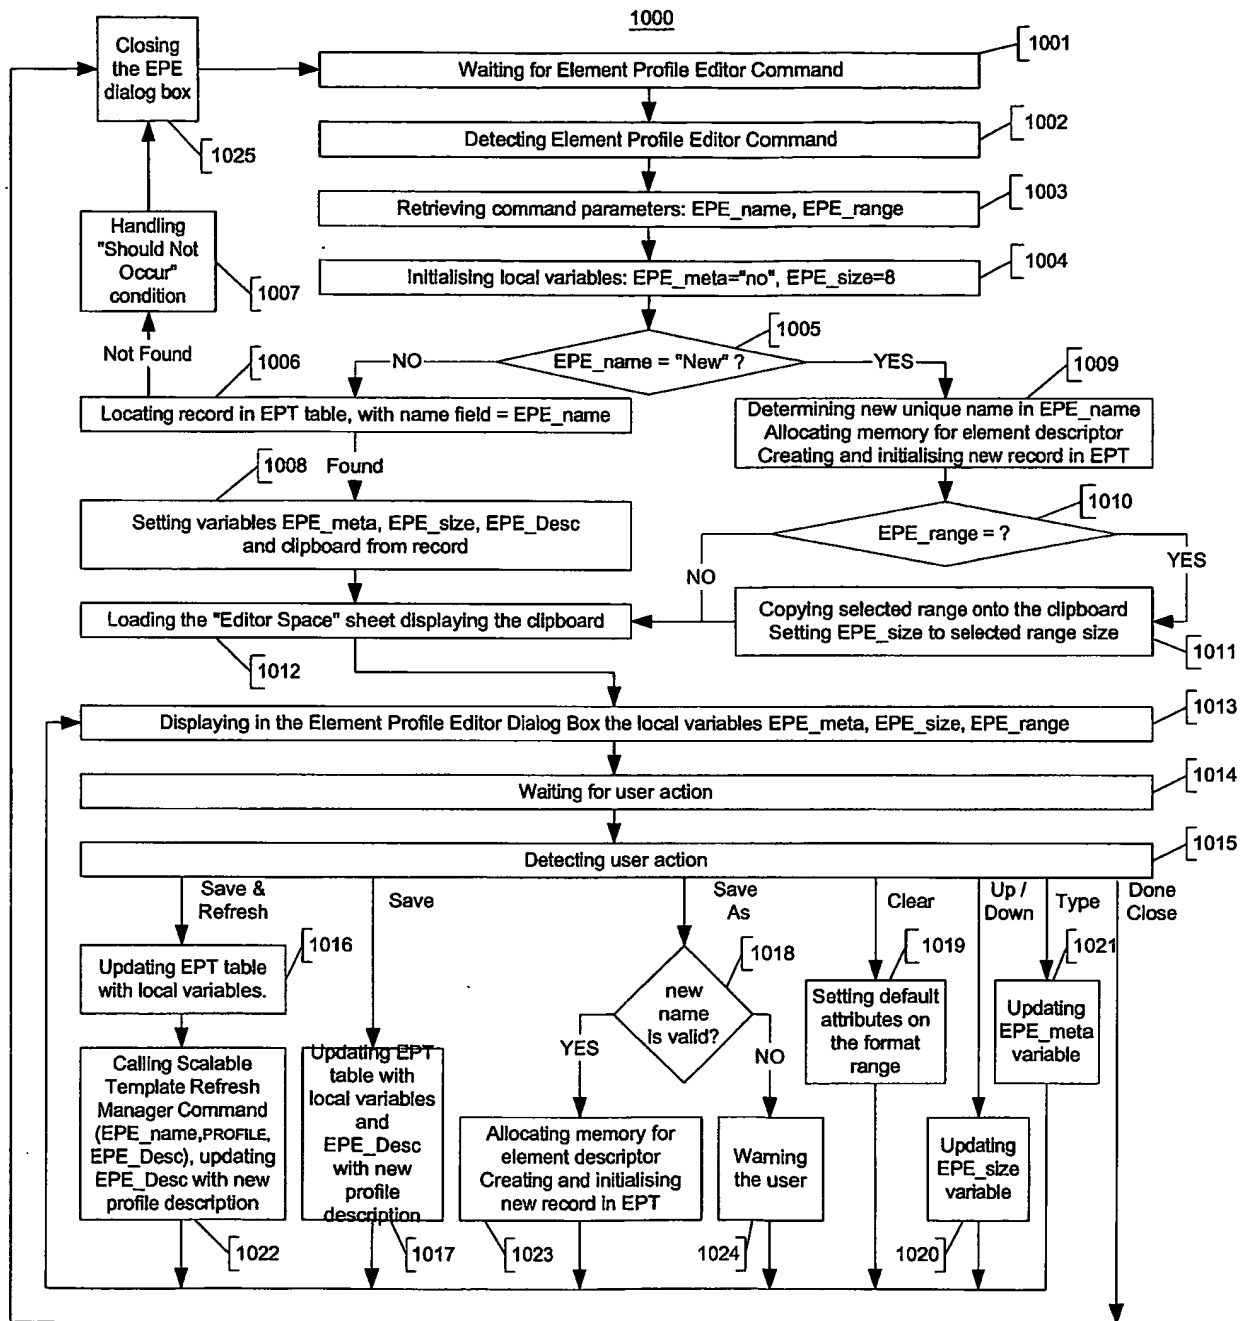 1000
Closing
the EPE
dialog box
1025
Waiting for Element Profile Editor Command
1001
Detecting Element Profile Editor Command
1002
Retrieving command parameters: EPE_name, EPE_range
1003
Initialising local variables: EPE_meta="no", EPE_size=8
1004
Handling
"Should Not
Occur"
condition
1007
Not Found
EPE_name = "New" ?
1005
NO
YES
1006
Locating record in EPT table, with name field = EPE_name
1009
Determining new unique name in EPE_name
Allocating memory for element descriptor
Creating and initialising new record in EPT
1008
Found
Setting variables EPE_meta, EPE_size, EPE_Desc
and clipboard from record
EPE_range = ?
1010
NO
YES
Loading the "Editor Space" sheet displaying the clipboard
1012
Copying selected range onto the clipboard
Setting EPE_size to selected range size
1011
Displaying in the Element Profile Editor Dialog Box the local variables EPE_meta, EPE_size, EPE_range
1013
Waiting for user action
1014
Detecting user action
1015
Save &
Refresh
Save
Save
As
Clear
Up /
Down
Type
Done
Close
Updating EPT table
with local variables.
1016
new
name
is valid?
1018
YES
NO
Setting default
attributes on
the format
range
1019
Updating
EPE_meta
variable
1021
Calling Scalable
Template Refresh
Manager Command
(EPE_name,PROFILE,
EPE_Desc), updating
EPE_Desc with new
profile description
1022
Updating EPT
table with
local variables
and
EPE_Desc
with new
profile
description
1017
Allocating memory for
element descriptor
Creating and initialising
new record in EPT
1023
Warning
the user
1024
Updating
EPE_size
variable
1020